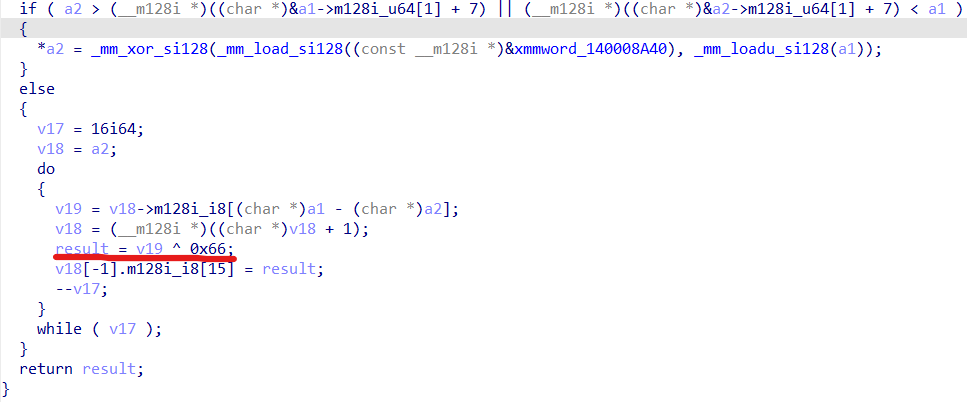 if ( a2 > (__m128i *)((char *)&a1->m128i_u64[1] + 7) || (__m128i *)((char *)&a2->m128i_u64[1] + 7) < a1 )
{
*a2 = _mm_xor_si128(_mm_load_si128((const __m128i *)&xmmword_140008A40), _mm_loadu_si128(a1));
}
else
{
v17 = 16i64;
v18 = a2;
do
{
v19 = v18->m128i_i8[(char *)a1 - (char *)a2];
v18 = (__m128i *)((char *)v18 + 1);
result = v19 ^ 0x66;
v18[-1].m128i_i8[15] = result;
--v17;
}
while ( v17 );
}
return result;
}